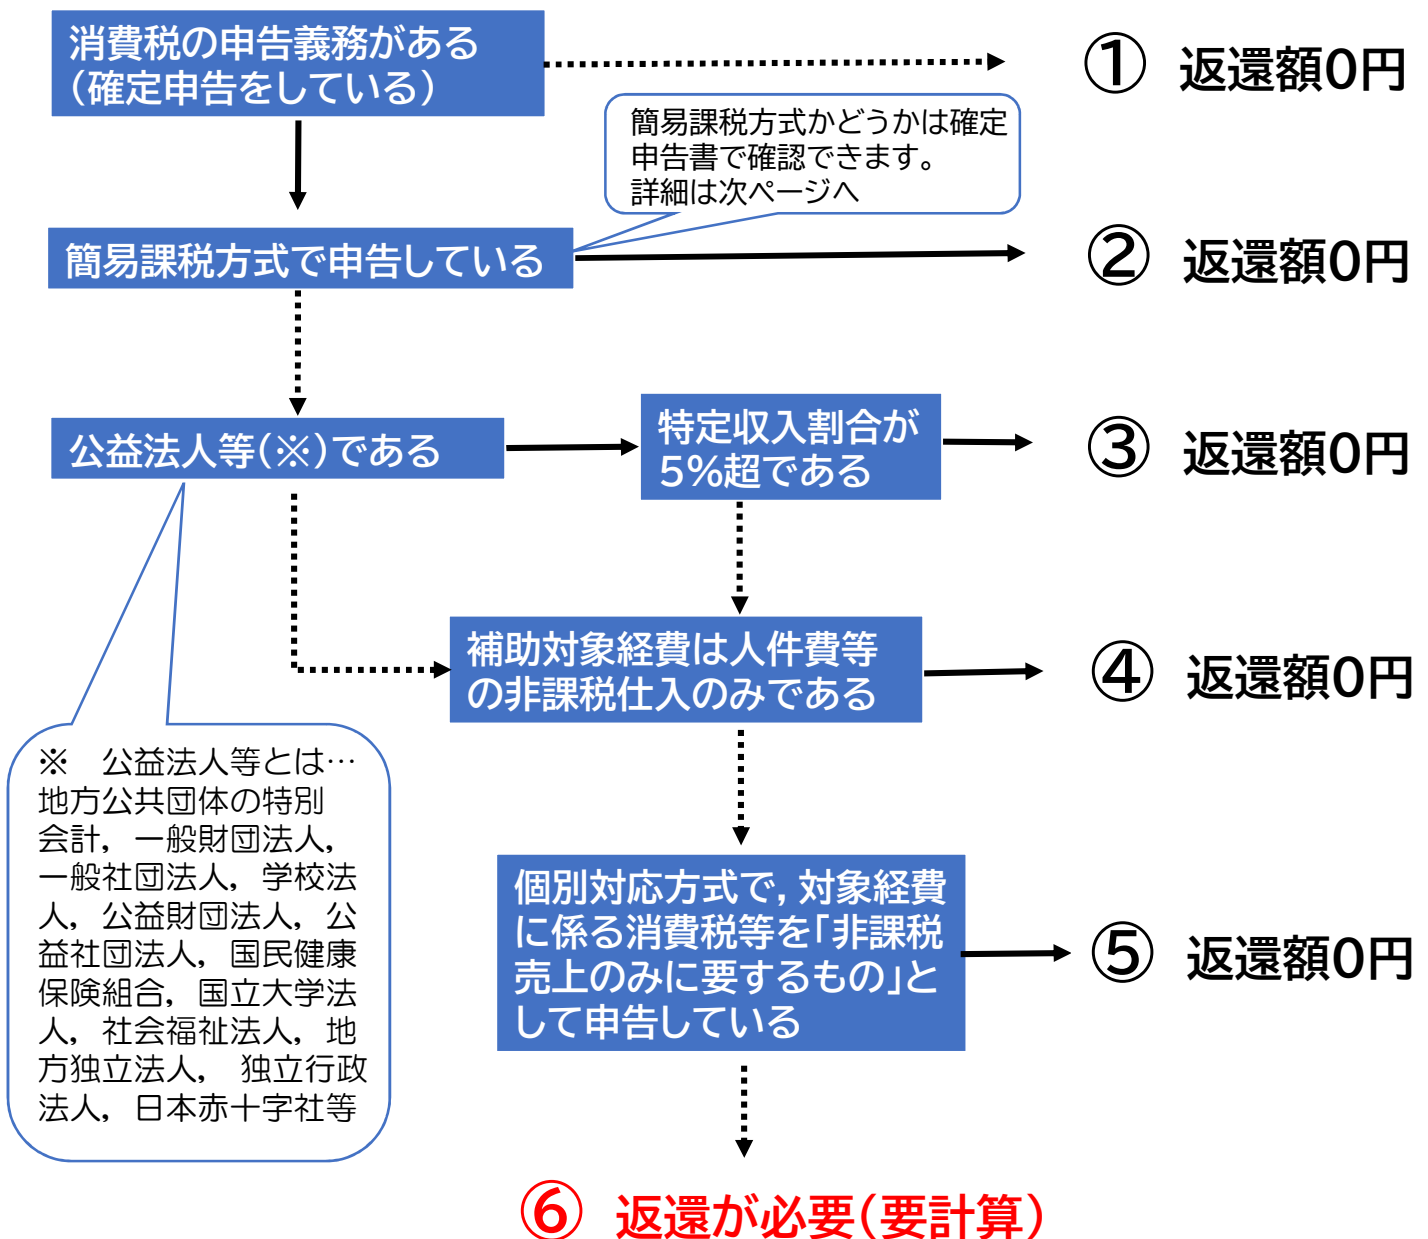 消費税の申告義務がある
（確定申告をしている）
① 返還額0円
簡易課税方式かどうかは確定
申告書で確認できます。
詳細は次ページへ
簡易課税方式で申告している
② 返還額0円
公益法人等（※）である
特定収入割合が
5％超である
③ 返還額0円
補助対象経費は人件費等
の非課税仕入のみである
④ 返還額0円
※　公益法人等とは…
地方公共団体の特別
会計，一般財団法人，
一般社団法人，学校法
人，公益財団法人，公
益社団法人，国民健康
保険組合，国立大学法
人，社会福祉法人，地
方独立法人，　独立行政
法人，日本赤十字社等
個別対応方式で，対象経費
に係る消費税等を「非課税
売上のみに要するもの」と
して申告している
⑤ 返還額0円
⑥ 返還が必要（要計算）